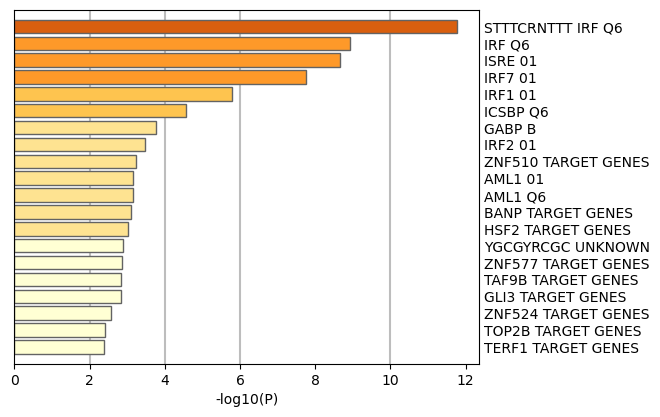 STTTCRNTTT IRF Q6
IRF Q6
ISRE 01
IRF7 01
IRF1 01
ICSBP Q6
GABP B
IRF2 01
ZNF510 TARGET GENES
AML1 01
AML1 Q6
BANP TARGET GENES
HSF2 TARGET GENES
YGCGYRCGC UNKNOWN
ZNF577 TARGET GENES
TAF9B TARGET GENES
GLI3 TARGET GENES
ZNF524 TARGET GENES
TOP2B TARGET GENES
TERF1 TARGET GENES
0 2 4 6 8 10 12
-log10(P)